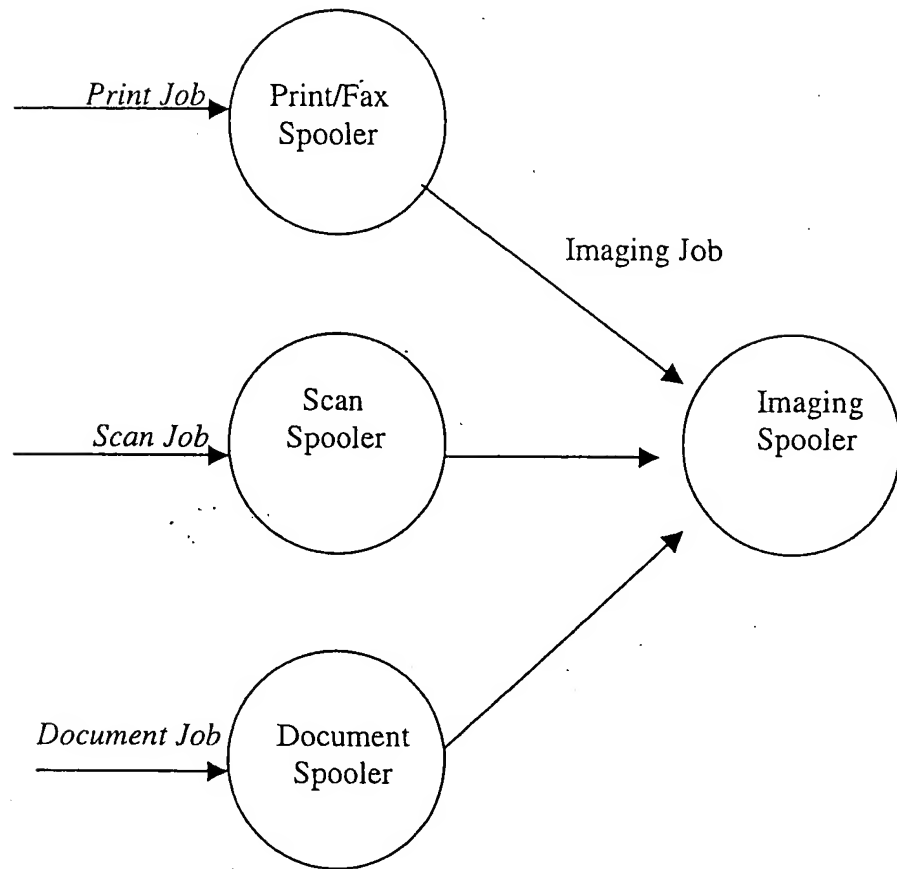 Print Job
Print/Fax
Spooler
Imaging Job
Scan Job
Scan
Spooler
Imaging
Spooler
Document Job
Document
Spooler